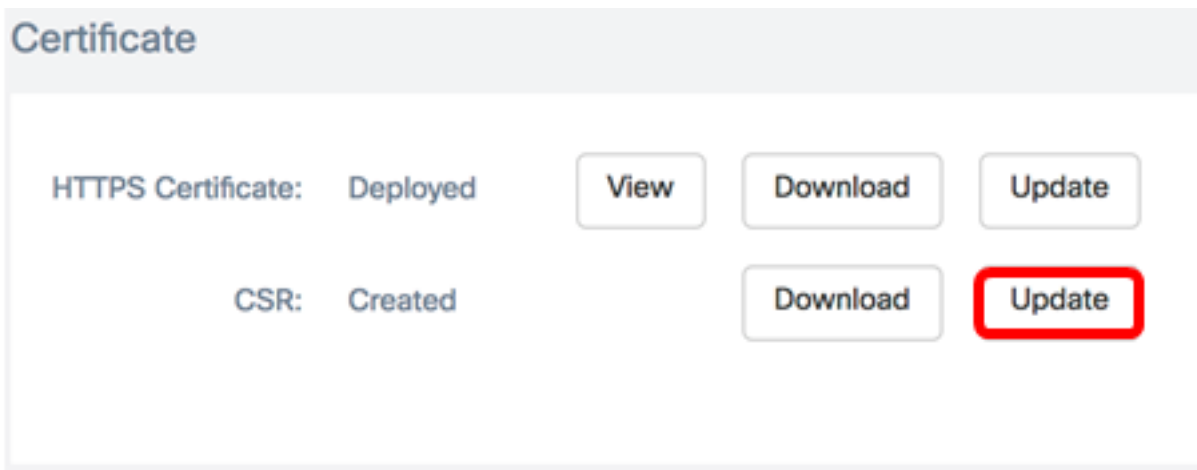 Certificate
HTTPS Certificate: Deployed View Download Update
CSR: Created Download Update